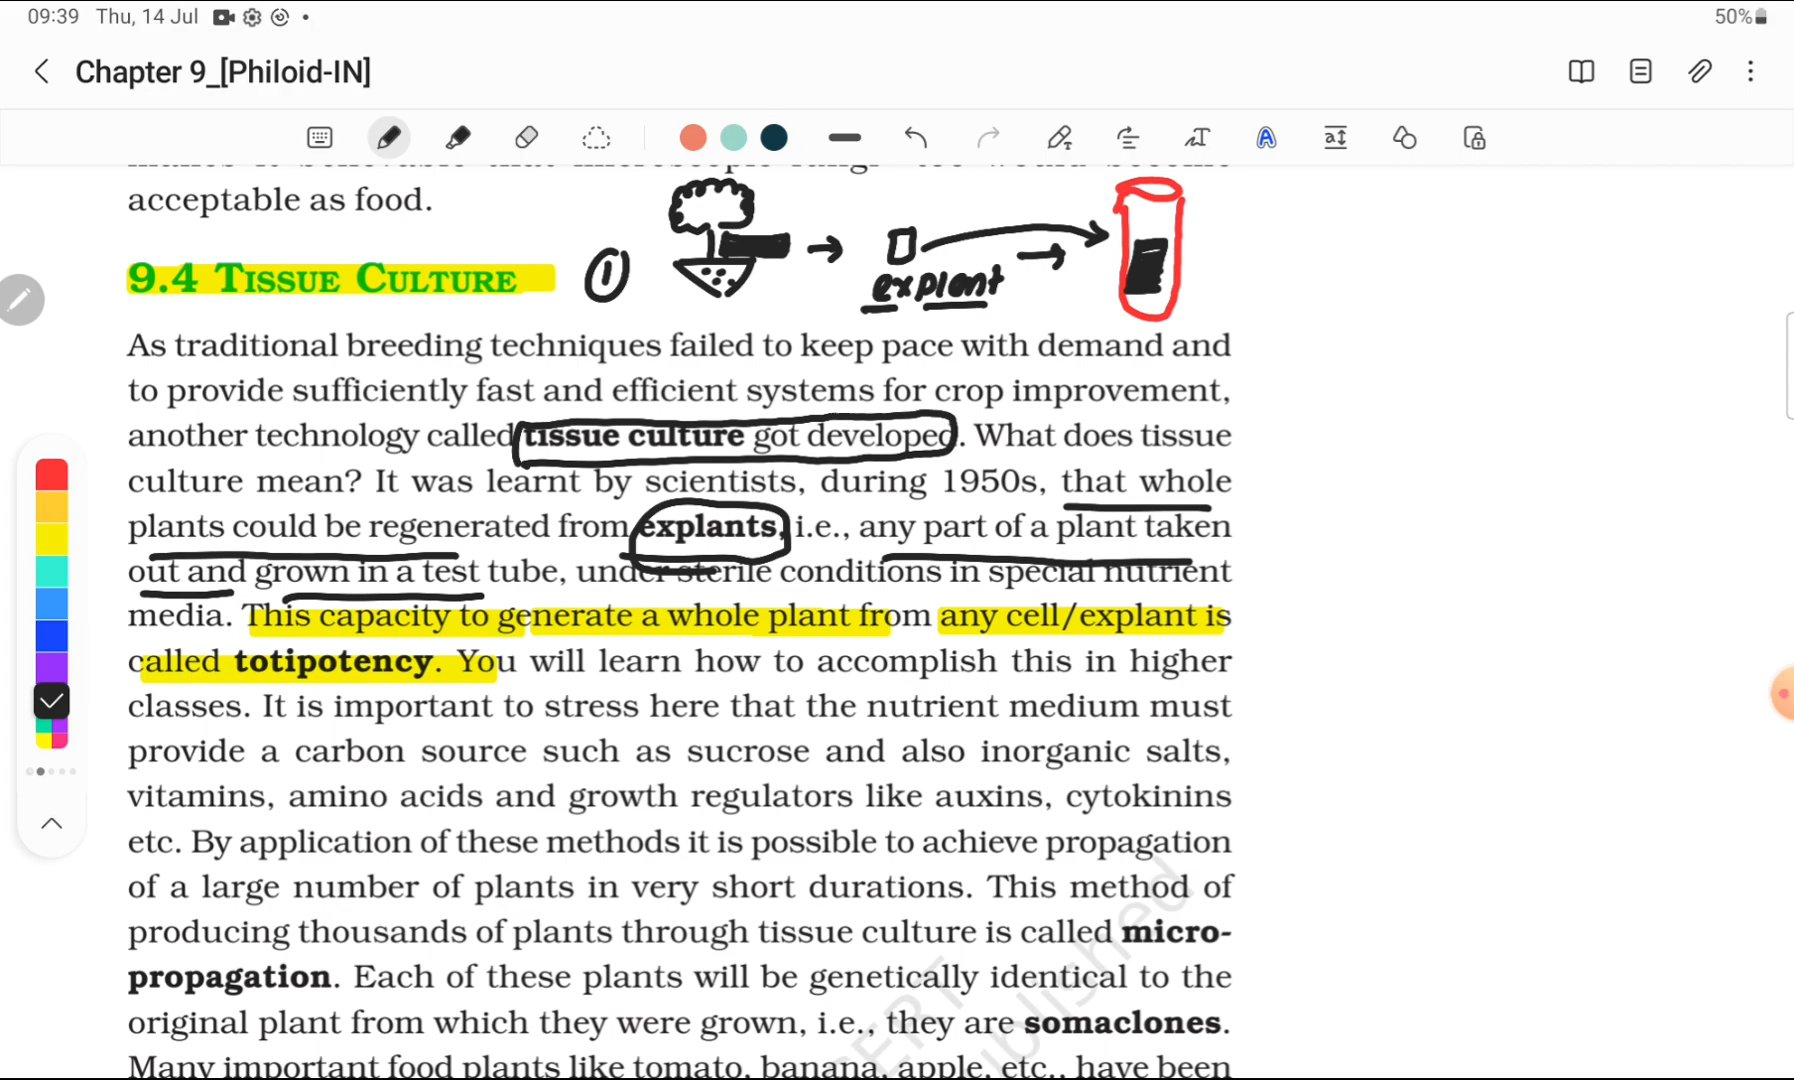 09:39 Thu, 14 Jul
50%
Chapter 9_[Philoid-IN]
makes it believable that microscopic fungi too would become
acceptable as food.
①
explant
9.4 TISSUE CULTURE
As traditional breeding techniques failed to keep pace with demand and
to provide sufficiently fast and efficient systems for crop improvement,
another technology called tissue culture got developed. What does tissue
culture mean? It was learnt by scientists, during 1950s, that whole
plants could be regenerated from explants, i.e., any part of a plant taken
out and grown in a test tube, under sterile conditions in special nutrient
media. This capacity to generate a whole plant from any cell/explant is
called totipotency. You will learn how to accomplish this in higher
classes. It is important to stress here that the nutrient medium must
provide a carbon source such as sucrose and also inorganic salts,
vitamins, amino acids and growth regulators like auxins, cytokinins
etc. By application of these methods it is possible to achieve propagation
of a large number of plants in very short durations. This method of
producing thousands of plants through tissue culture is called micro-
propagation. Each of these plants will be genetically identical to the
original plant from which they were grown, i.e., they are somaclones.
Many important food plants like tomato, banana, apple, etc., have been